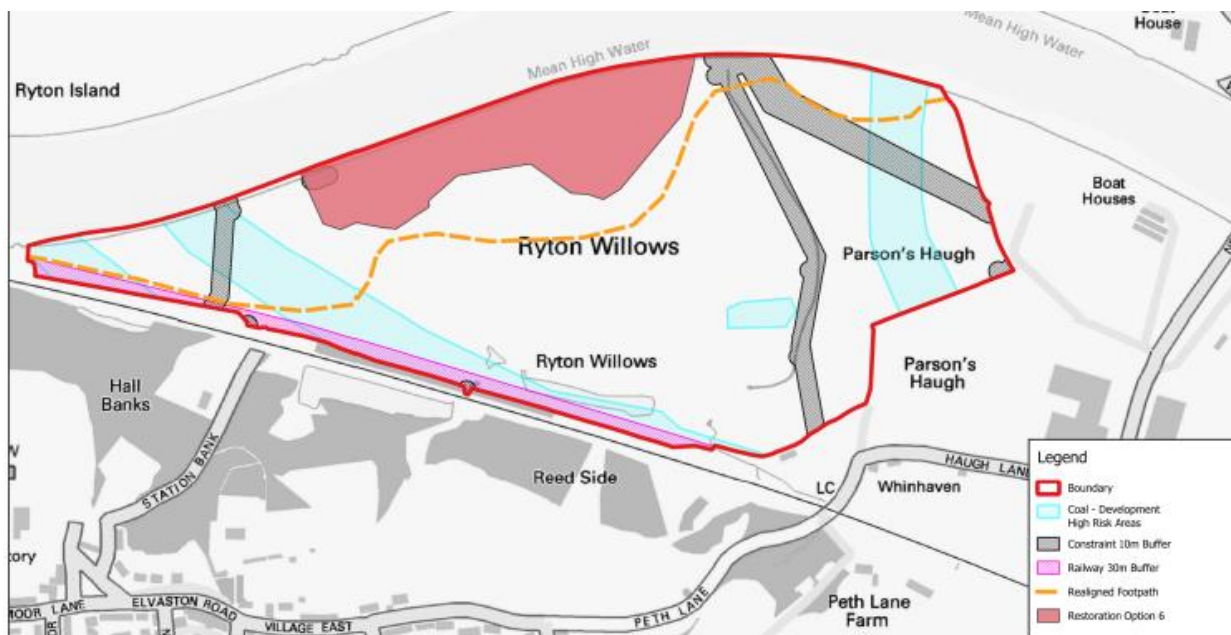 Boat
House
Mean High Water
Mean High Water
Ryton Island
Boat
Houses
Ryton Willows
Parson's Haugh
Ryton Willows
Parson's
Haugh
Hall
Banks
STATION BANK
Reed Side
LC
Whinhaven
HAUGH LANE
Peth Lane
Farm
PETH LANE
MOOR LANE
ELVASTON ROAD
VILLAGE EAST
Legend
Boundary
Coal - Development
High Risk Areas
Constraint 10m Buffer
Railway 30m Buffer
Realigned Footpath
Restoration Option 6